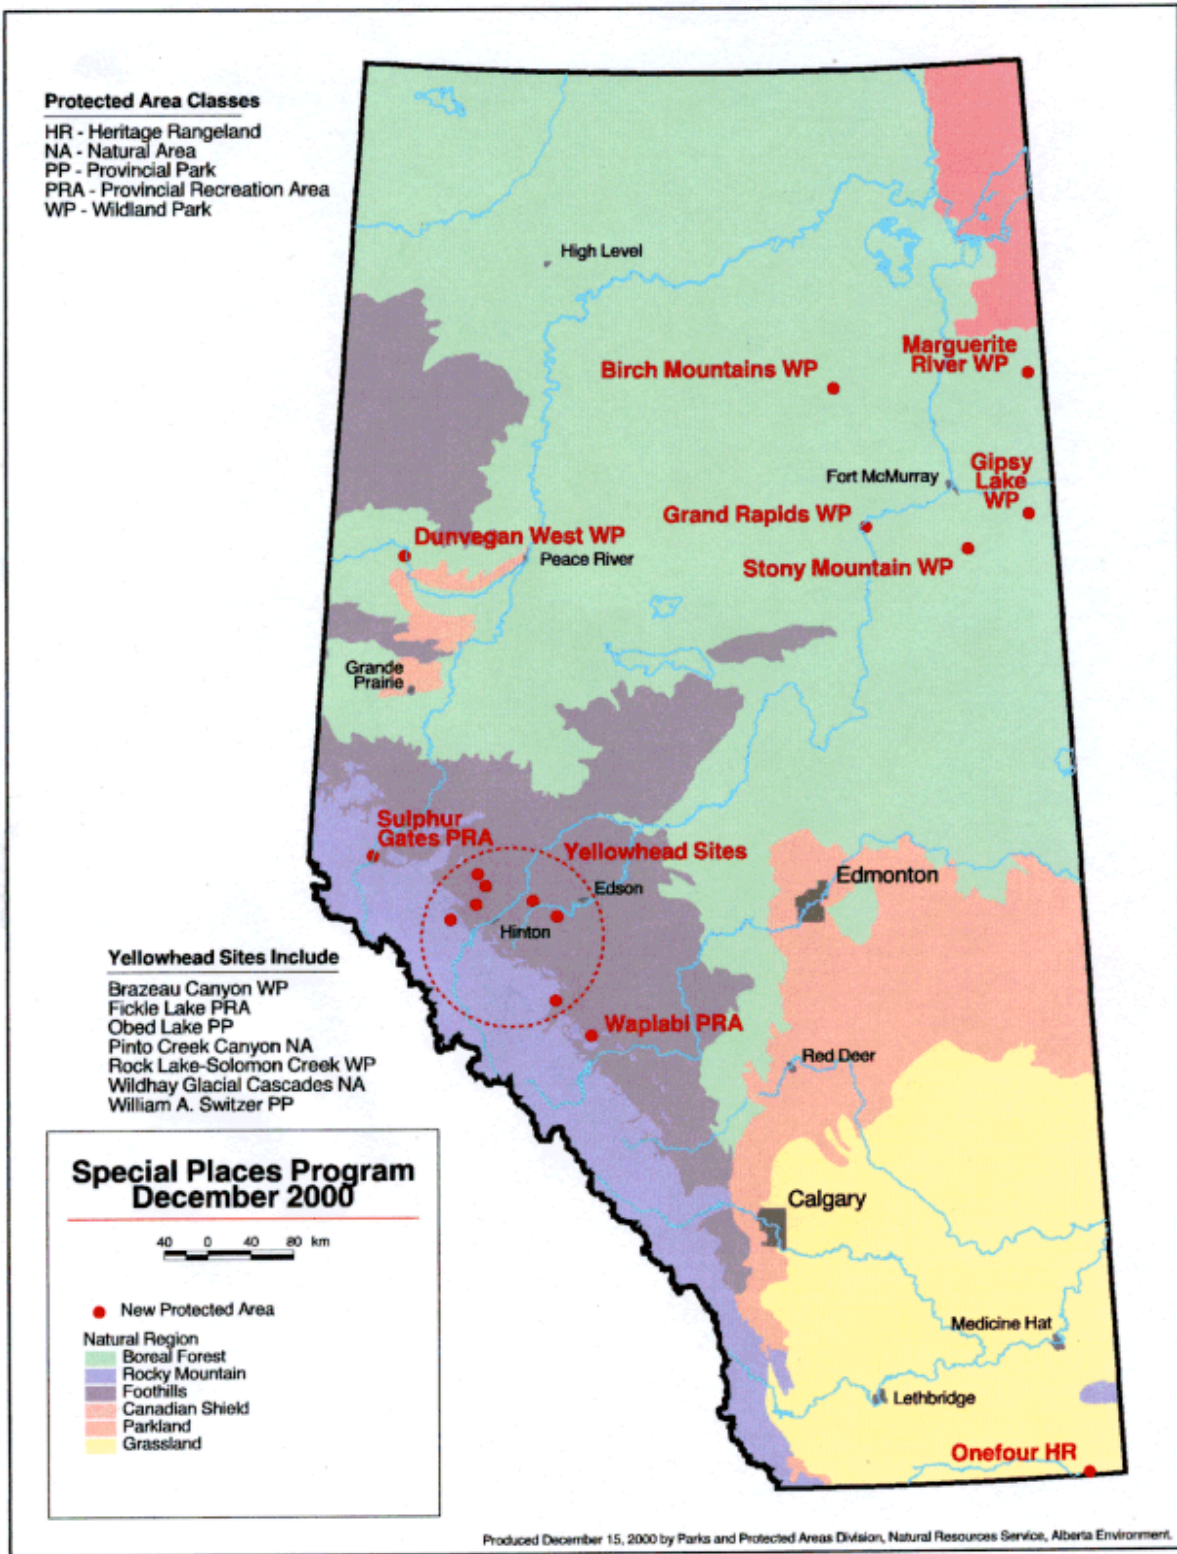 Protected Area Classes
HR - Heritage Rangeland
NA - Natural Area
PP - Provincial Park
PRA - Provincial Recreation Area
WP - Wildland Park
High Level
Birch Mountains WP
Marguerite
River WP
Fort McMurray
Gipsy
Lake
WP
Grand Rapids WP
Stony Mountain WP
Dunvegan West WP
Peace River
Grande
Prairie
Sulphur
Gates PRA
Yellowhead Sites
Edson
Hinton
Edmonton
Yellowhead Sites Include
Brazeau Canyon WP
Fickle Lake PRA
Obed Lake PP
Pinto Creek Canyon NA
Rock Lake-Solomon Creek WP
Wildhay Glacial Cascades NA
William A. Switzer PP
Wapiabi PRA
Red Deer
Calgary
Medicine Hat
Lethbridge
Onefour HR
Special Places Program
December 2000
40 0 40 80 km
New Protected Area
Natural Region
Boreal Forest
Rocky Mountain
Foothills
Canadian Shield
Parkland
Grassland
Produced December 15, 2000 by Parks and Protected Areas Division, Natural Resources Service, Alberta Environment.